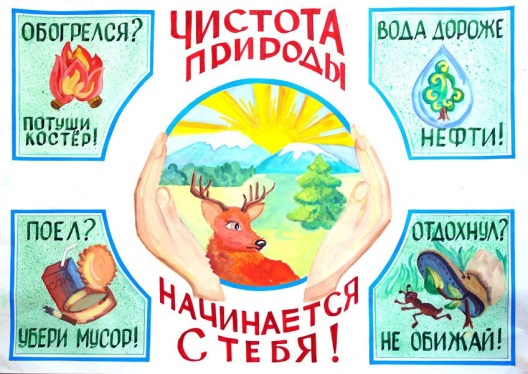 ЧИСТОТА
ПРИРОДЫ
НАЧИНАЕТСЯ
С ТЕБЯ!
ОБОГРЕЛСЯ?
ПОТУШИ
КОСТЁР!
ВОДА ДОРОЖЕ
НЕФТИ!
ПОЕЛ?
УБЕРИ МУСОР!
ОТДОХНУЛ?
НЕ ОБИЖАЙ!